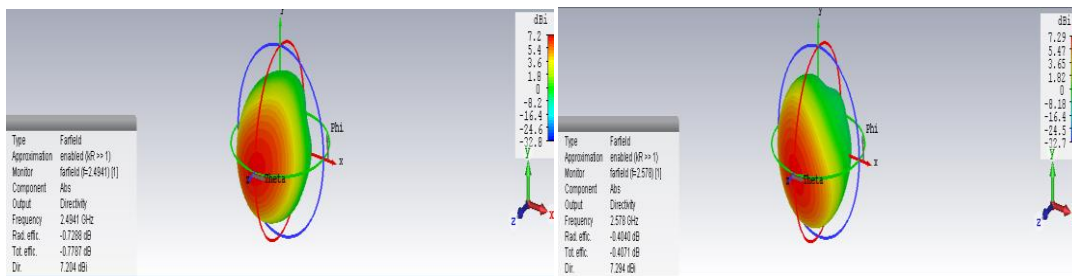 y
dBi
7.2
5.4
3.6
1.8
0
-8.2
-16.4
-24.6
-32.8
Phi
x
z
Theta
Type Farfield
Approximation enabled (kR >> 1)
Monitor farfield (f=2.4941) [1]
Component Abs
Output Directivity
Frequency 2.4941 GHz
Rad. effic. -0.7288 dB
Tot. effic. -0.7787 dB
Dir. 7.204 dBi
y
z
x
y
dBi
7.29
5.47
3.65
1.82
0
-8.18
-16.4
-24.5
-32.7
Phi
x
z
Theta
Type Farfield
Approximation enabled (kR >> 1)
Monitor farfield (f=2.578) [1]
Component Abs
Output Directivity
Frequency 2.578 GHz
Rad. effic. -0.4040 dB
Tot. effic. -0.4071 dB
Dir. 7.294 dBi
y
z
x